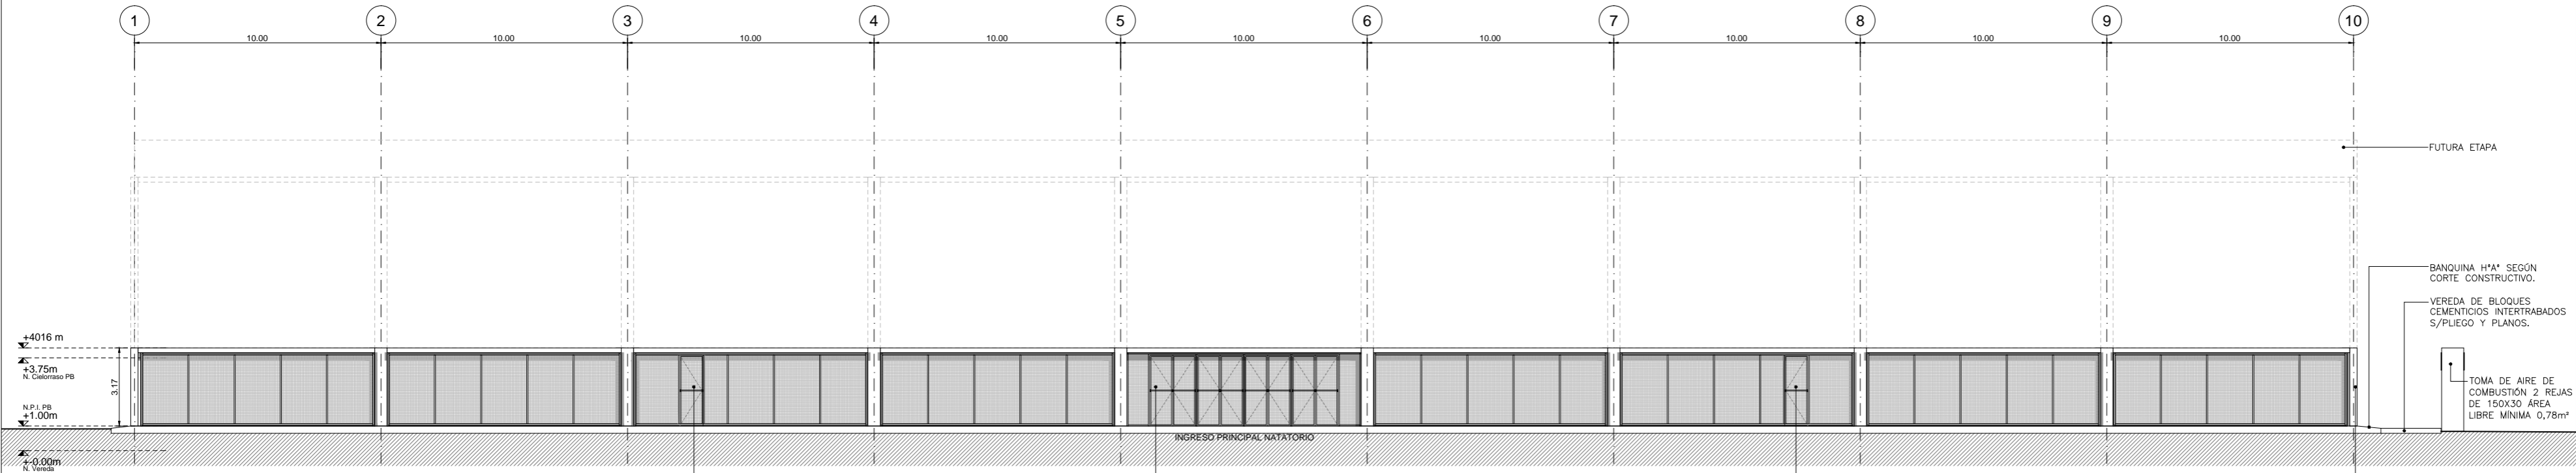 1 2 3 4 5 6 7 8 9 10
10.00 10.00 10.00 10.00 10.00 10.00 10.00 10.00 10.00
FUTURA ETAPA
BANQUINA H°A° SEGÚN
CORTE CONSTRUCTIVO.
VEREDA DE BLOQUES
CEMENTICIOS INTERTRABADOS
S/PLIEGO Y PLANOS.
+4016 m
+3.75m
N. Cielorraso PB
3.17
N.P.I. PB
+1.00m
TOMA DE AIRE DE
COMBUSTIÓN 2 REJAS
DE 150X30 ÁREA
LIBRE MÍNIMA 0,78m²
INGRESO PRINCIPAL NATATORIO
+-0.00m
N. Vereda